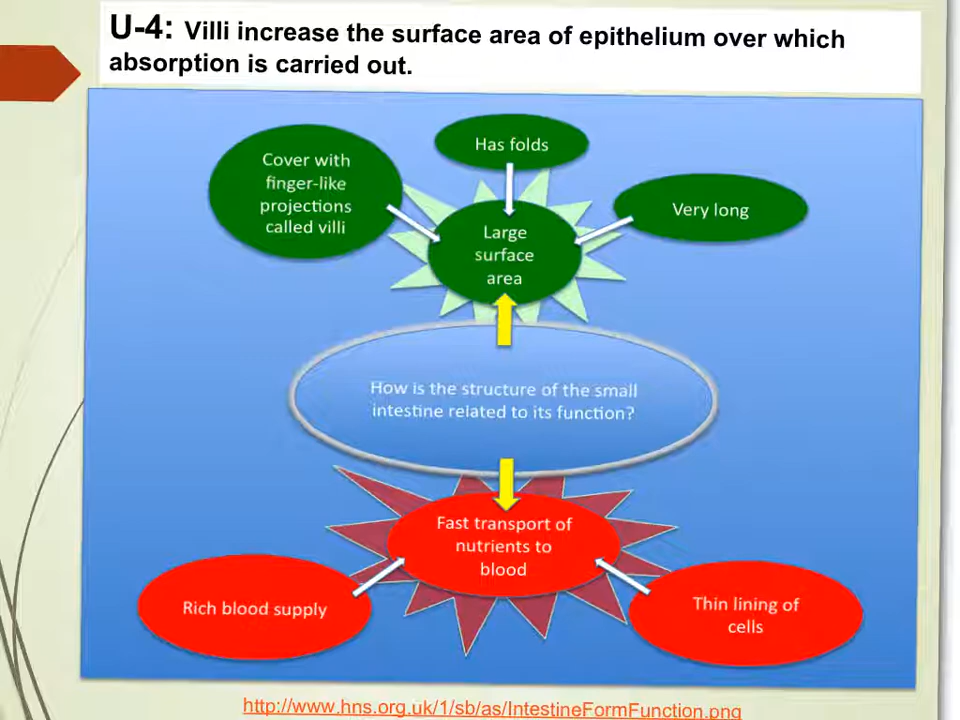 U-4: Villi increase the surface area of epithelium over which
absorption is carried out.
Cover with
finger-like
projections
called villi
Has folds
Very long
Large
surface
area
How is the structure of the small
intestine related to its function?
Fast transport of
nutrients to
blood
Rich blood supply
Thin lining of
cells
http://www.hns.org.uk/1/sb/as/IntestineFormFunction.png